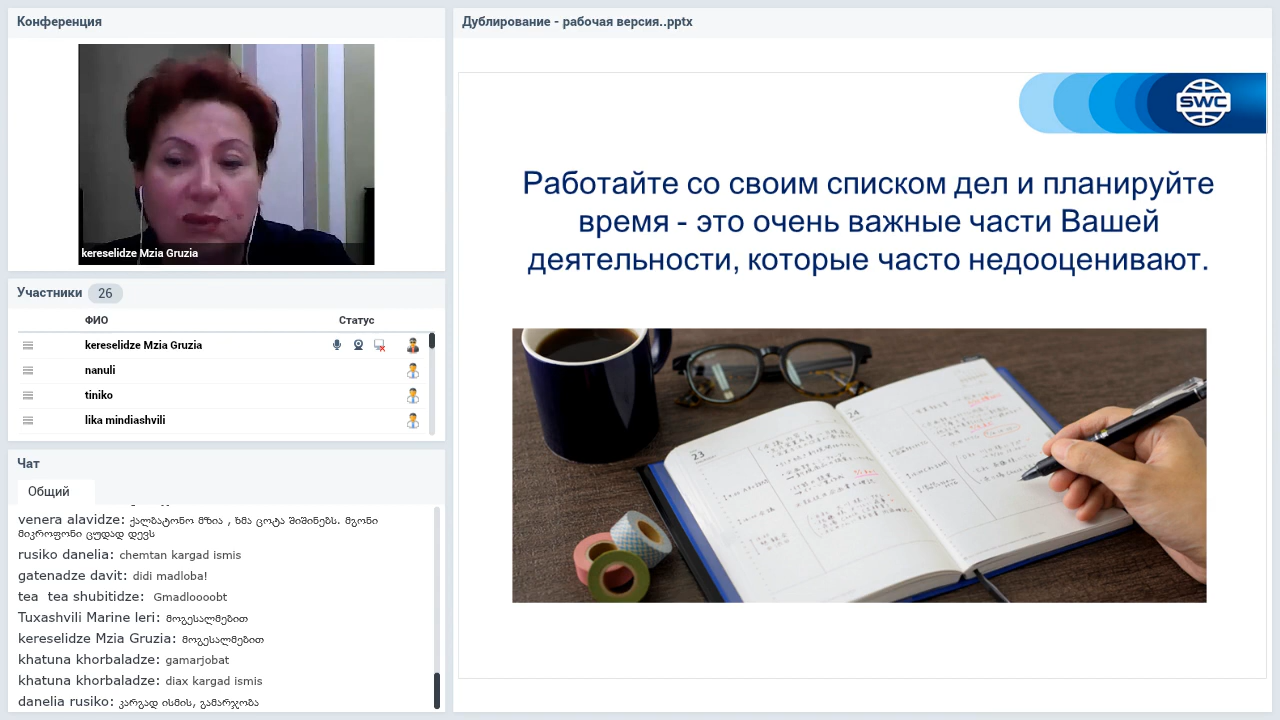 Конференция
kereselidze Mzia Gruzia
Участники 26
ФИО Статус
kereselidze Mzia Gruzia
nanuli
tiniko
lika mindiashvili
Чат
Общий
venera alavidze: ქალბატონო მზია , ხმა ცოტა შიშინებს. მგონი
მიკროფონი ცუდად დევს
rusiko danelia: chemtan kargad ismis
gatenadze davit: didi madloba!
tea tea shubitidze: Gmadloooobt
Tuxashvili Marine leri: მოგესალმებით
kereselidze Mzia Gruzia: მოგესალმებით
khatuna khorbaladze: gamarjobat
khatuna khorbaladze: diax kargad ismis
danelia rusiko: კარგად ისმის, გამარჯობა
Дублирование - рабочая версия..pptx
SWC
Работайте со своим списком дел и планируйте
время - это очень важные части Вашей
деятельности, которые часто недооценивают.
23
24